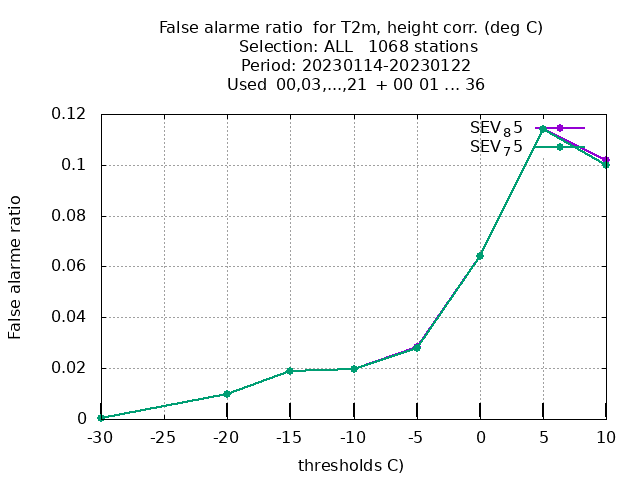 False alarme ratio  for T2m, height corr. (deg C)
Selection: ALL   1068 stations
Period: 20230114-20230122
Used  00,03,...,21  + 00 01 ... 36
0.12
0.1
0.08
0.06
0.04
0.02
0
False alarme ratio
SEV₈5
SEV₇5
-30 -25 -20 -15 -10 -5 0 5 10
thresholds C)